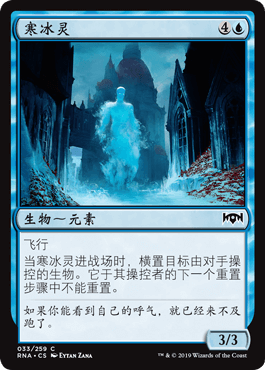 寒冰灵 4
生物～元素
飞行
当寒冰灵进战场时，横置目标由对手操
控的生物。它于其操控者的下一个重置
步骤中不能重置。
如果你能看到自己的呼气，就已经来不及
跑了。
033/259 C
RNA • CS EYTAN ZANA
3/3
™ & © 2019 Wizards of the Coast